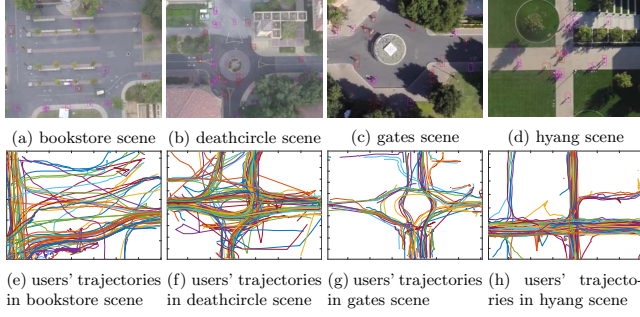 (a) bookstore scene (b) deathcircle scene (c) gates scene (d) hyang scene
(e) users' trajectories (f) users' trajectories (g) users' trajectories (h) users' trajecto-
in bookstore scene in deathcircle scene in gates scene ries in hyang scene